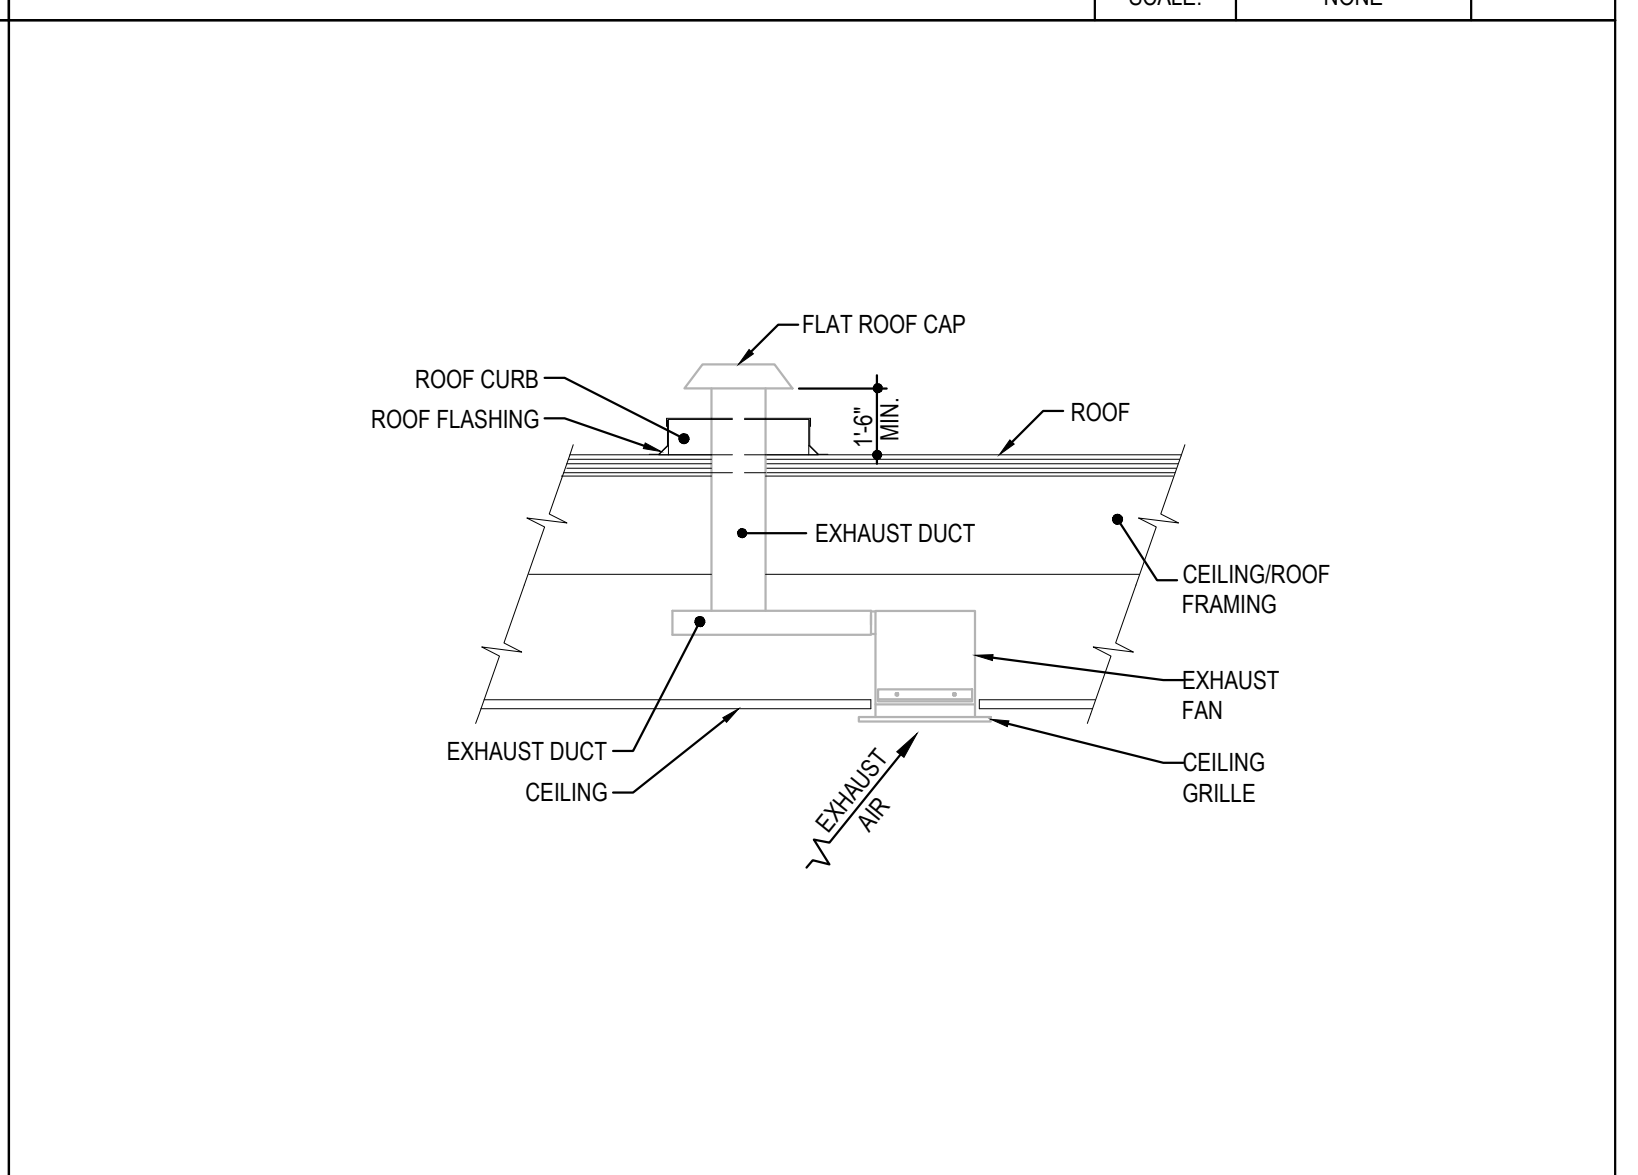 SCALE:
NONE
FLAT ROOF CAP
ROOF CURB
ROOF FLASHING
1'-6"
MIN.
ROOF
EXHAUST DUCT
CEILING/ROOF
FRAMING
EXHAUST
FAN
EXHAUST DUCT
CEILING
EXHAUST
AIR
CEILING
GRILLE